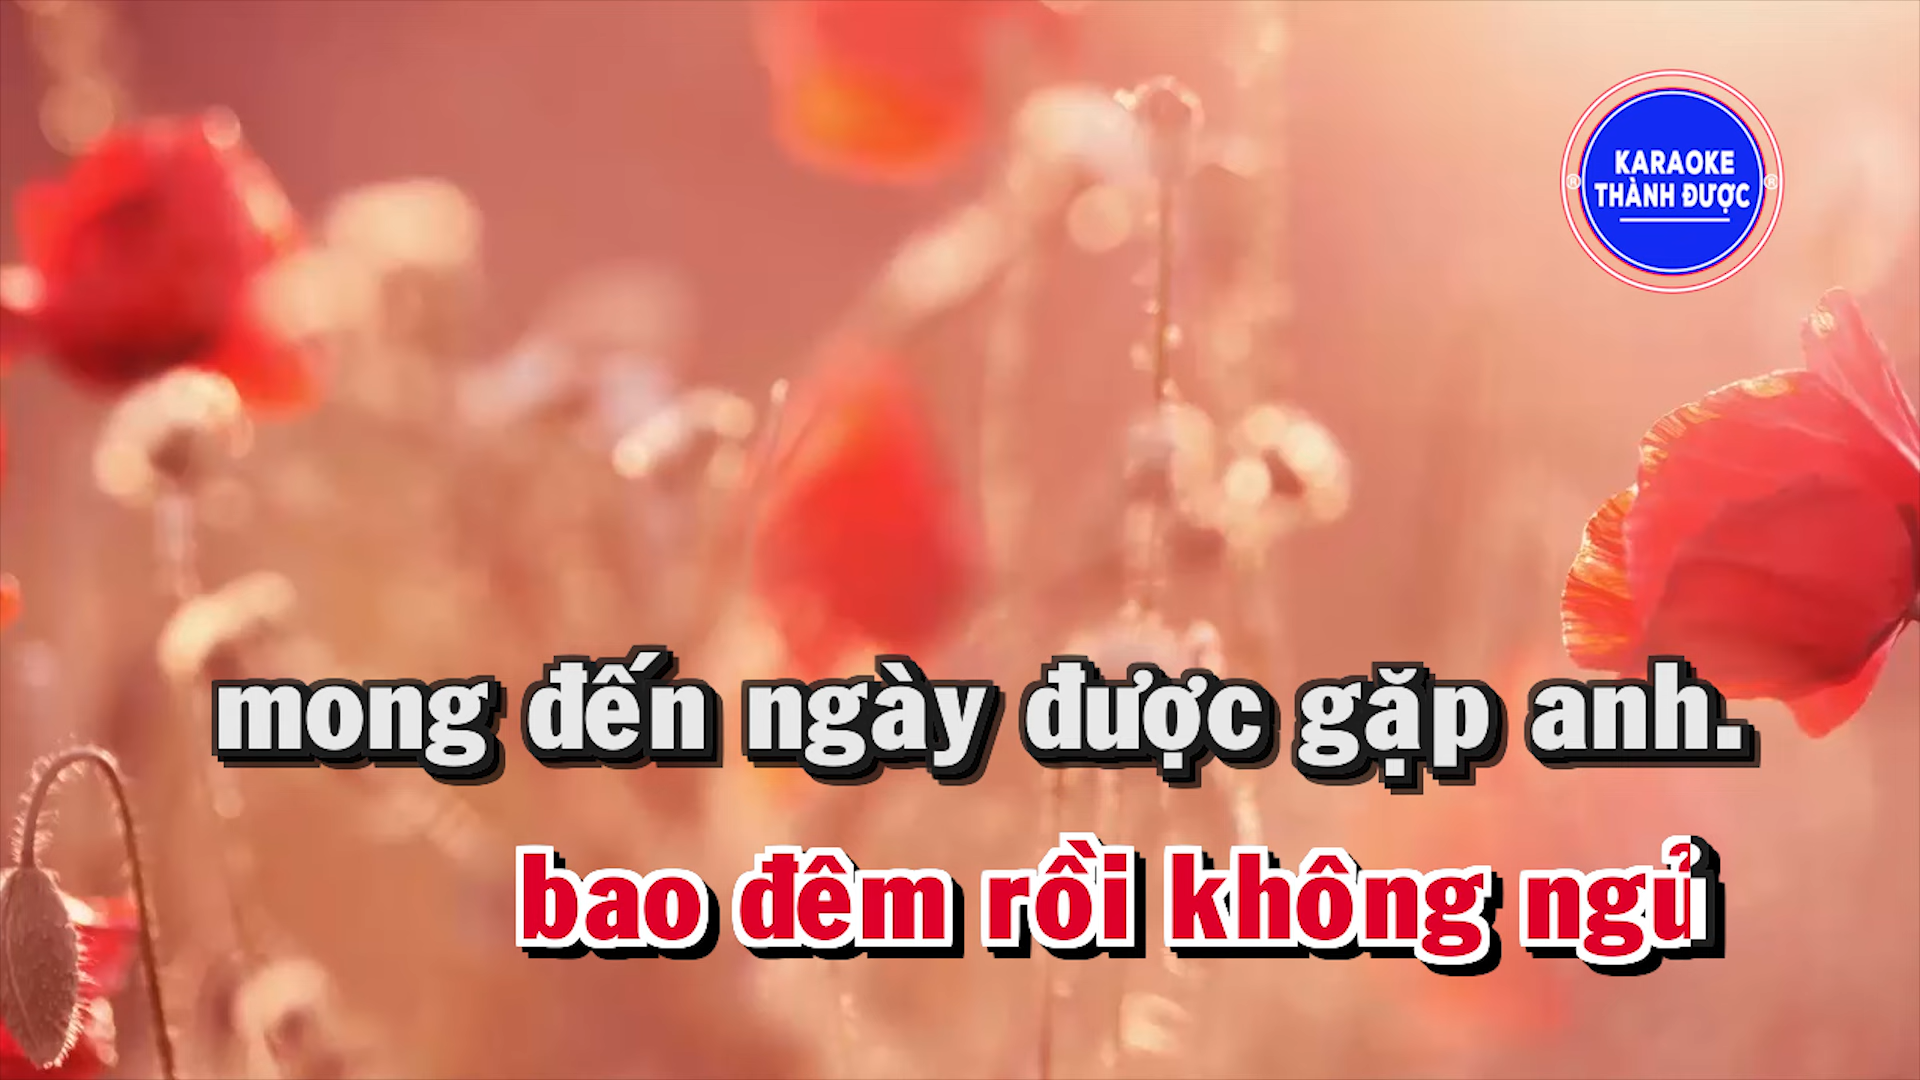 KARAOKE
THÀNH ĐƯỢC
mong đến ngày được gặp anh.
bao đêm rồi không ngủ